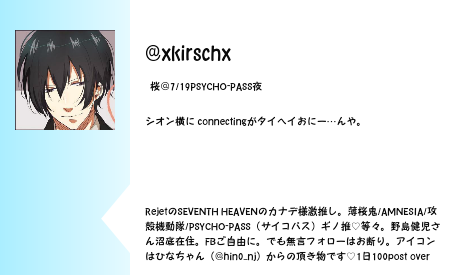 @xkirschx
桜@7/19PSYCHO-PASS夜
シオン横に connectingがタイヘイおにー…んや。
RejetのSEVENTH HEAVENのカナデ様激推し。薄桜鬼/AMNESIA/攻
殻機動隊/PSYCHO-PASS（サイコパス）ギノ推♡等々。野島健児さ
ん沼底在住。FBご自由に。でも無言フォローはお断り。アイコン
はひなちゃん（@hin0_nj）からの頂き物です♡1日100post over